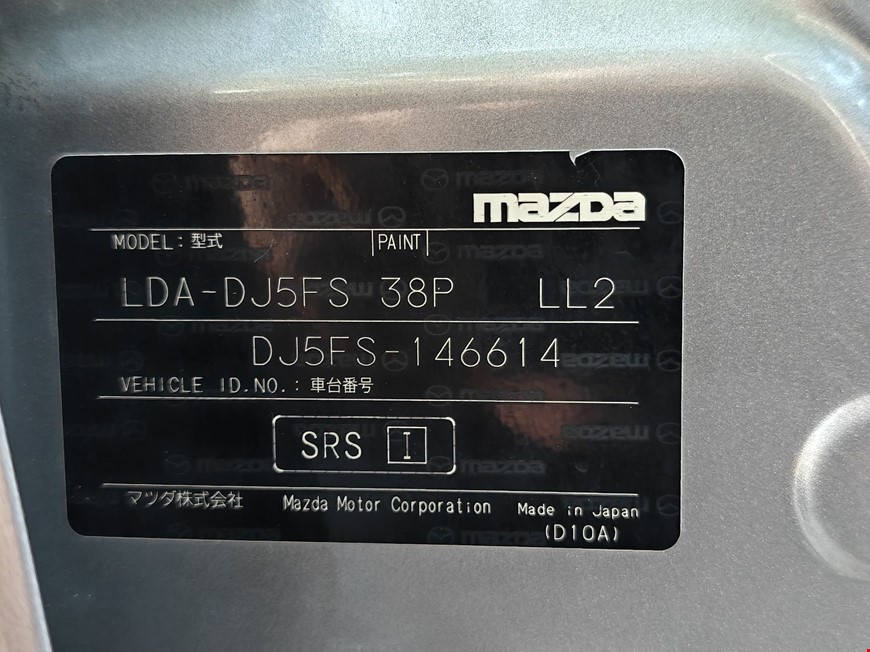 mazda
MODEL : 型式 PAINT
LDA-DJ5FS 38P LL2
DJ5FS-146614
VEHICLE ID.NO. : 車台番号
SRS I
マツダ株式会社 Mazda Motor Corporation Made in Japan
(D10A)